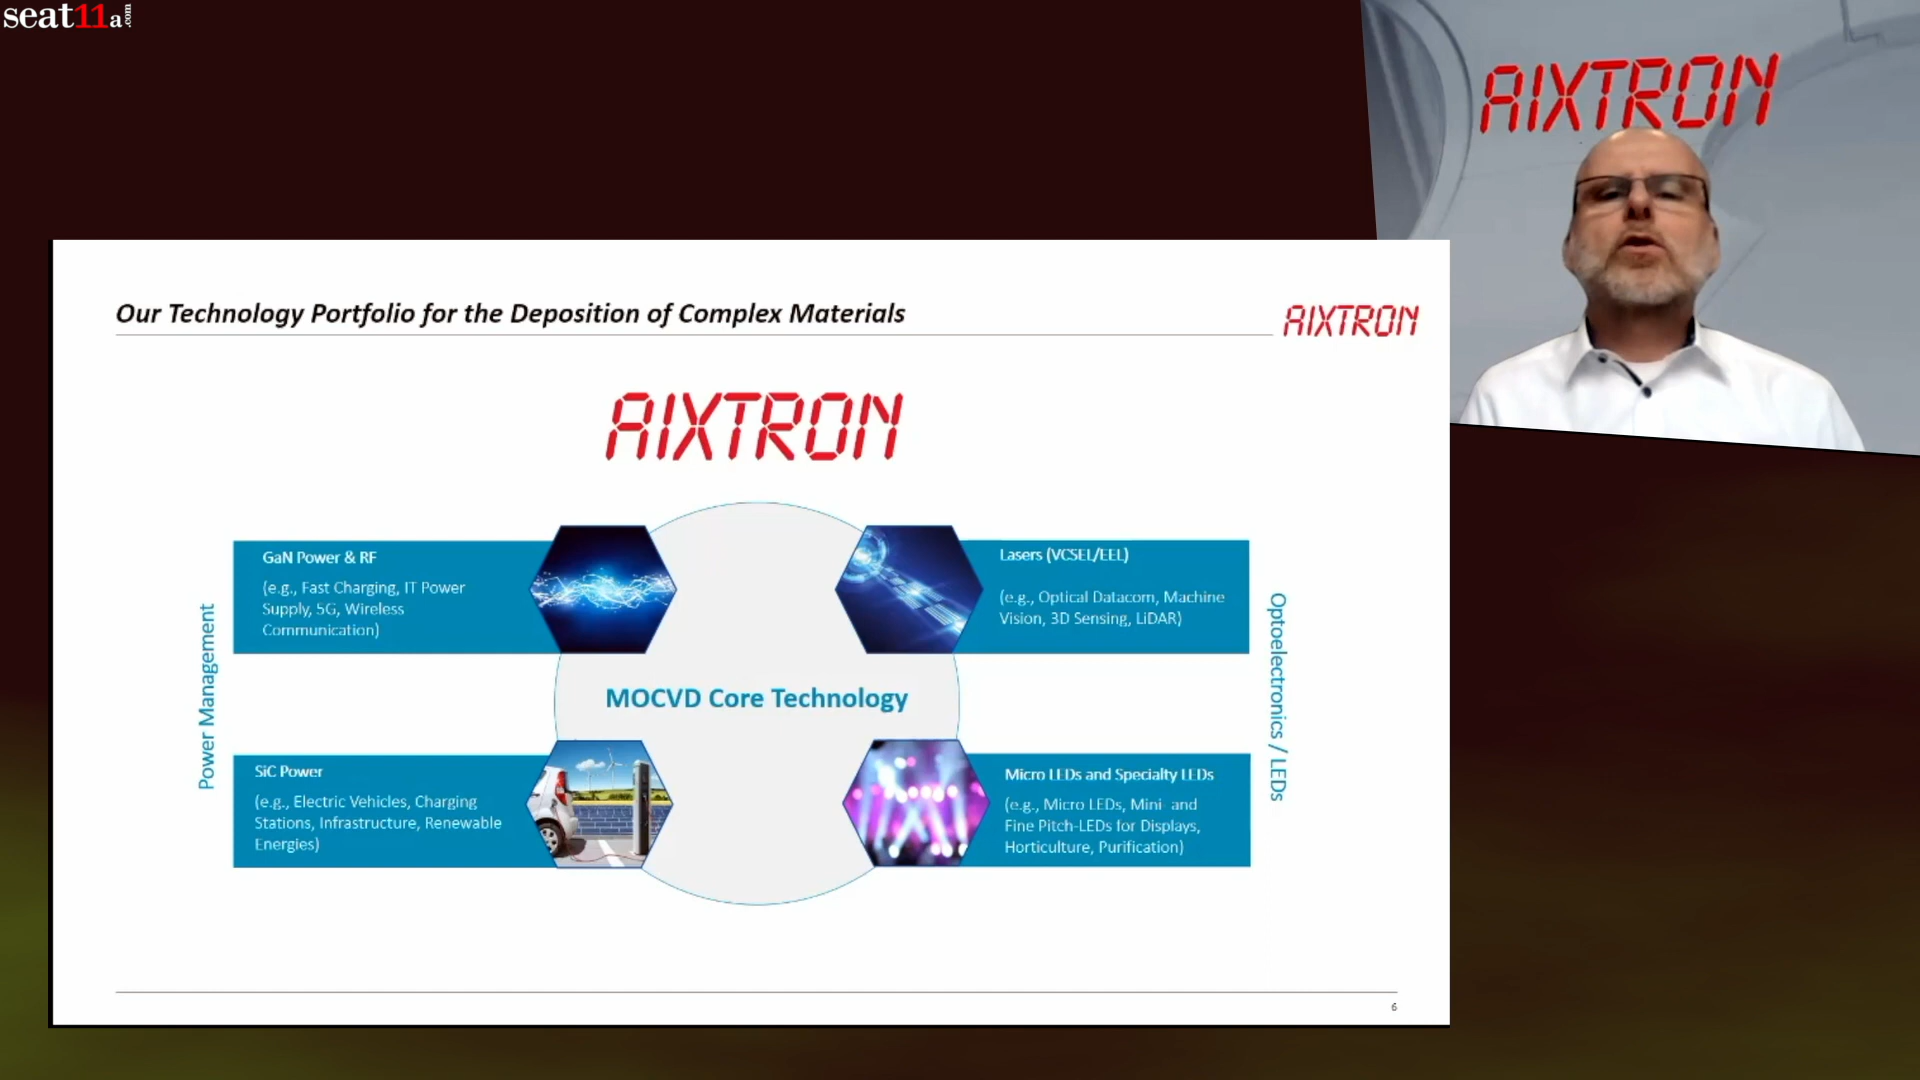 seat11a.com
AIXTRON
Our Technology Portfolio for the Deposition of Complex Materials
AIXTRON
AIXTRON
Power Management
GaN Power & RF
(e.g., Fast Charging, IT Power
Supply, 5G, Wireless
Communication)
Lasers (VCSEL/EEL)
(e.g., Optical Datacom, Machine
Vision, 3D Sensing, LiDAR)
Optoelectronics / LEDs
MOCVD Core Technology
SiC Power
(e.g., Electric Vehicles, Charging
Stations, Infrastructure, Renewable
Energies)
Micro LEDs and Specialty LEDs
(e.g., Micro LEDs, Mini- and
Fine Pitch-LEDs for Displays,
Horticulture, Purification)
6